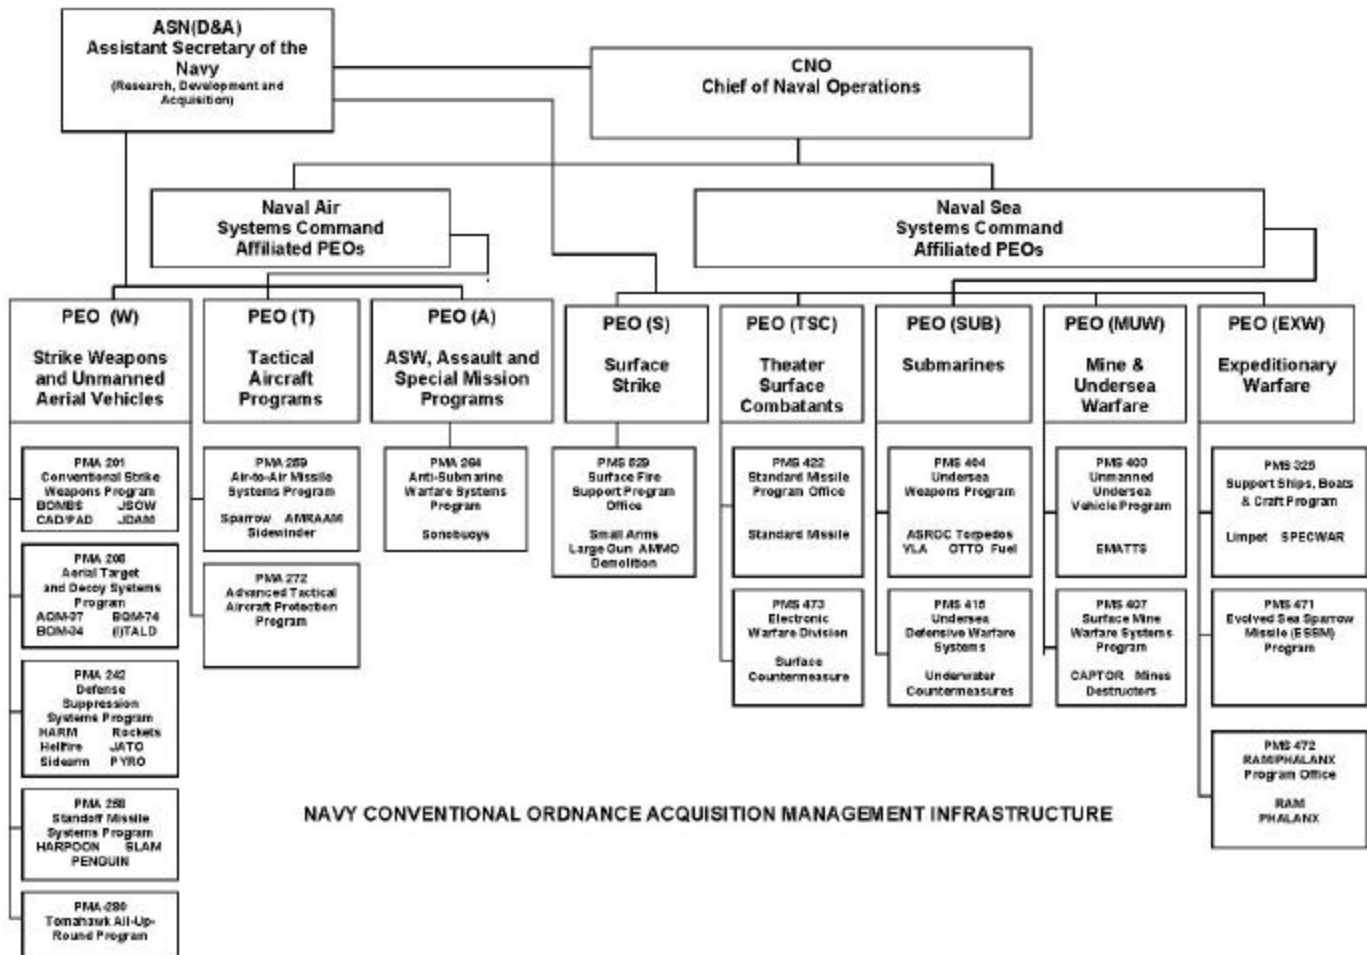 ASN(D&A)
Assistant Secretary of the
Navy
(Research, Development and
Acquisition)
CNO
Chief of Naval Operations
Naval Air
Systems Command
Affiliated PEOs
Naval Sea
Systems Command
Affiliated PEOs
PEO (W)
Strike Weapons
and Unmanned
Aerial Vehicles
PEO (T)
Tactical
Aircraft
Programs
PEO (A)
ASW, Assault and
Special Mission
Programs
PEO (S)
Surface
Strike
PEO (TSC)
Theater
Surface
Combatants
PEO (SUB)
Submarines
PEO (MUW)
Mine &
Undersea
Warfare
PEO (EXW)
Expeditionary
Warfare
PMA 201
Conventional Strike
Weapons Program
BOMBS JSOW
CAD/PAD JDAM
PMA 208
Aerial Target
and Decoy Systems
Program
AQM-37 BQM-74
BQM-34 (I)TALD
PMA 242
Defense
Suppression
Systems Program
HARM Rockets
Hellfire JATO
Sidearm PYRO
PMA 258
Standoff Missile
Systems Program
HARPOON SLAM
PENGUIN
PMA-280
Tomahawk All-Up-
Round Program
PMA 259
Air-to-Air Missile
Systems Program
Sparrow AMRAAM
Sidewinder
PMA 272
Advanced Tactical
Aircraft Protection
Program
PMA 264
Anti-Submarine
Warfare Systems
Program
Sonobuoys
PMS 529
Surface Fire
Support Program
Office
Small Arms
Large Gun AMMO
Demolition
PMS 422
Standard Missile
Program Office
Standard Missile
PMS 473
Electronic
Warfare Division
Surface
Countermeasure
PMS 404
Undersea
Weapons Program
ASROC Torpedos
VLA OTTO Fuel
PMS 415
Undersea
Defensive Warfare
Systems
Underwater
Countermeasures
PMS 403
Unmanned
Undersea
Vehicle Program
EMATTS
PMS 407
Surface Mine
Warfare Systems
Program
CAPTOR Mines
Destructors
PMS 325
Support Ships, Boats
& Craft Program
Limpet SPECWAR
PMS 471
Evolved Sea Sparrow
Missile (ESSM)
Program
PMS 472
RAM/PHALANX
Program Office
RAM
PHALANX
NAVY CONVENTIONAL ORDNANCE ACQUISITION MANAGEMENT INFRASTRUCTURE